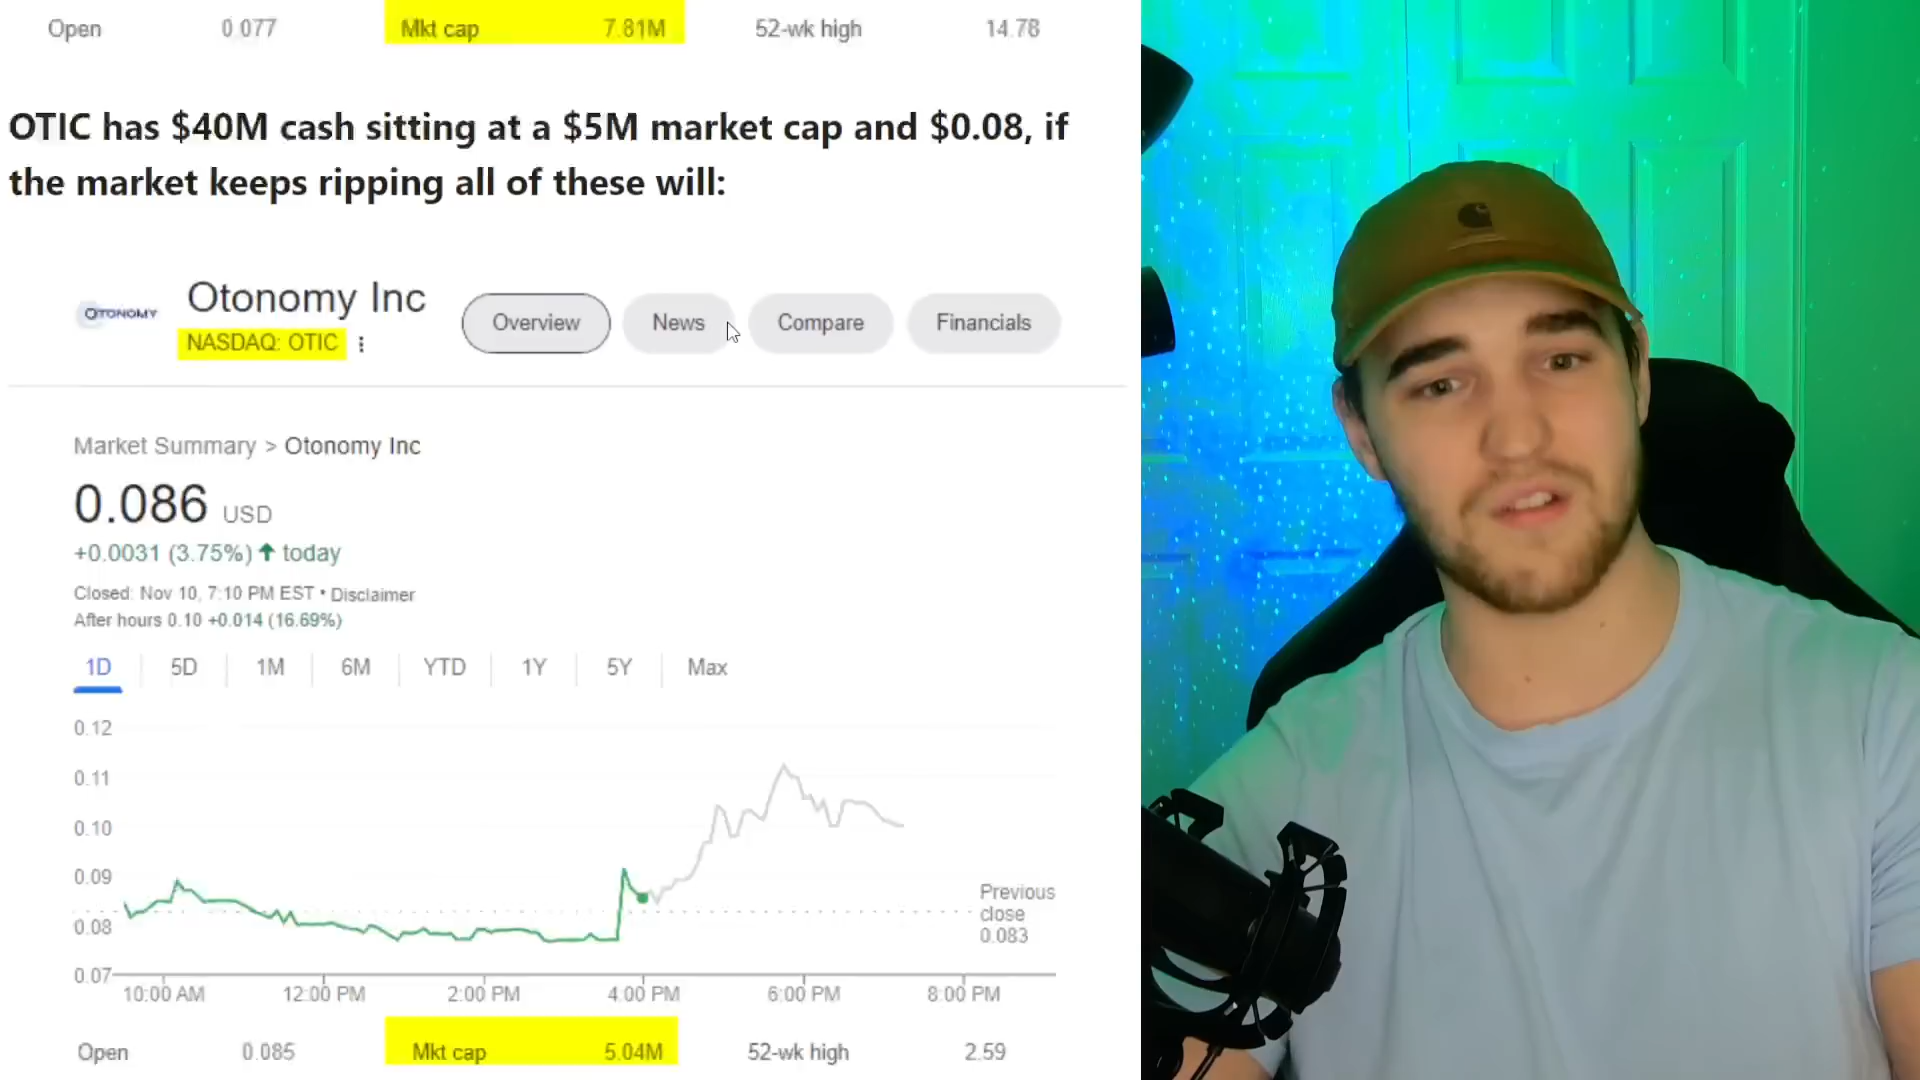 Open 0.077 Mkt cap 7.81M 52-wk high 14.78
OTIC has $40M cash sitting at a $5M market cap and $0.08, if
the market keeps ripping all of these will:
OTONOMY
Otonomy Inc
NASDAQ: OTIC
Overview News Compare Financials
Market Summary > Otonomy Inc
0.086 USD
+0.0031 (3.75%) ↑ today
Closed: Nov 10, 7:10 PM EST • Disclaimer
After hours 0.10 +0.014 (16.69%)
1D 5D 1M 6M YTD 1Y 5Y Max
0.12
0.11
0.10
0.09
0.08
0.07
Previous
close
0.083
10:00 AM 12:00 PM 2:00 PM 4:00 PM 6:00 PM 8:00 PM
Open 0.085 Mkt cap 5.04M 52-wk high 2.59